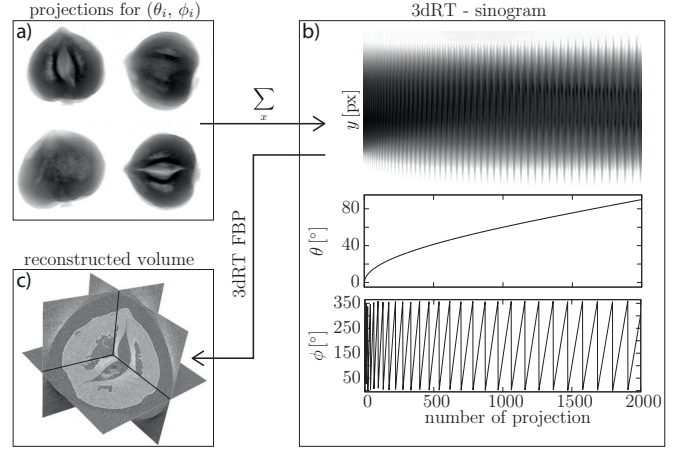 projections for (θᵢ, ϕᵢ)
a)
∑
x
3dRT FBP
reconstructed volume
c)
3dRT - sinogram
b)
y [px]
80
40
0
θ [°]
350
250
150
50
ϕ [°]
0 500 1000 1500 2000
number of projection